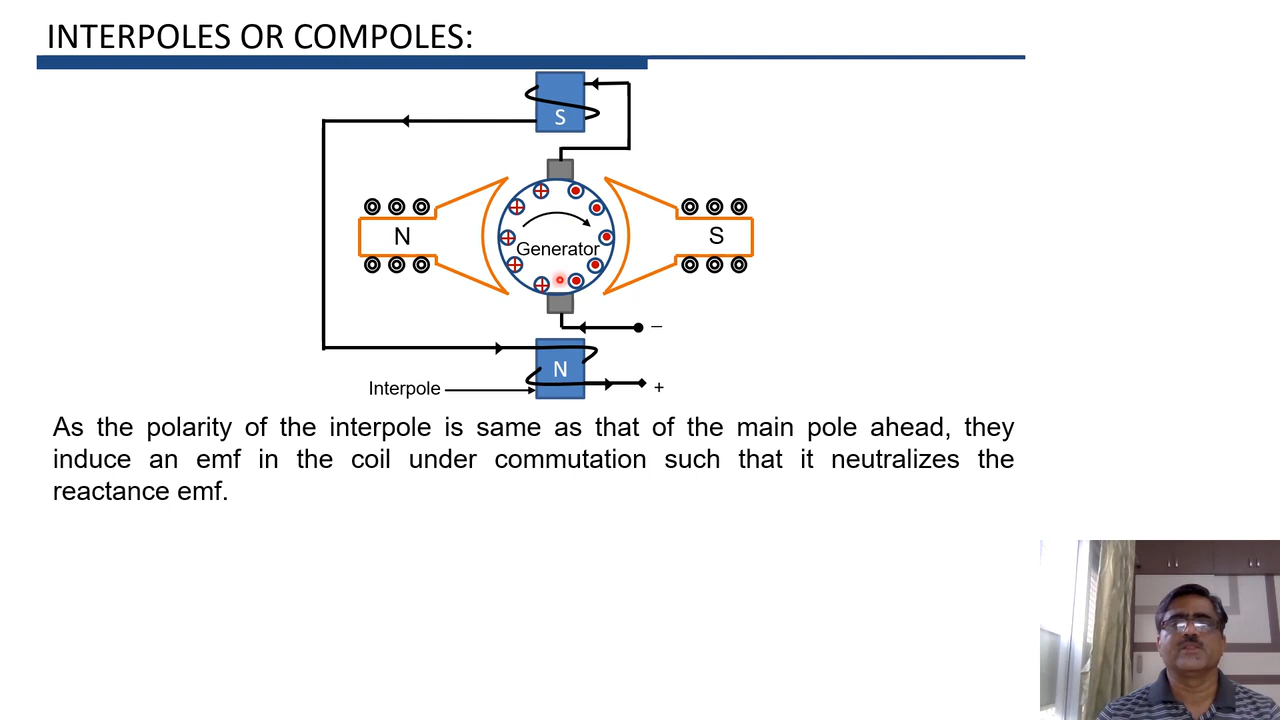 INTERPOLES OR COMPOLES:
S
N
Generator
S
–
N
Interpole
+
As the polarity of the interpole is same as that of the main pole ahead, they
induce an emf in the coil under commutation such that it neutralizes the
reactance emf.